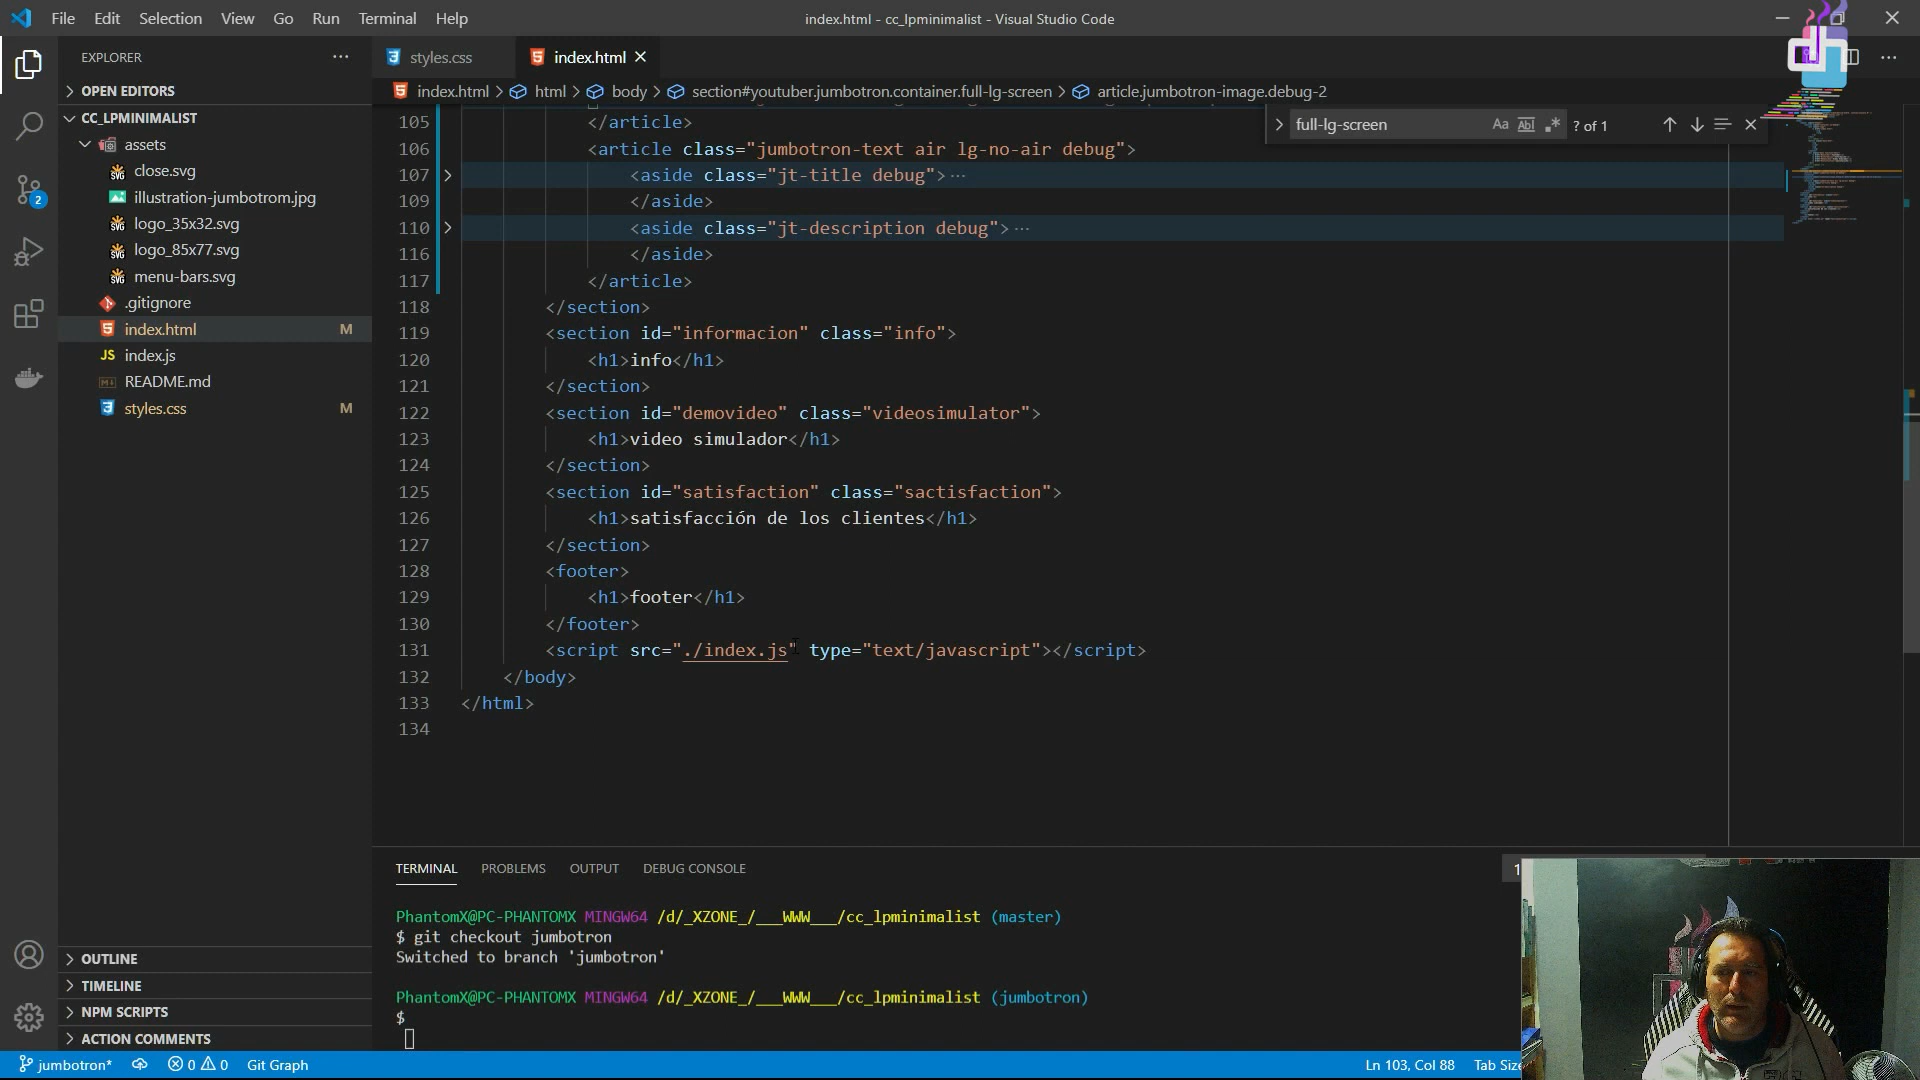 File Edit Selection View Go Run Terminal Help
index.html - cc_lpminimalist - Visual Studio Code
EXPLORER
OPEN EDITORS
CC_LPMINIMALIST
assets
close.svg
illustration-jumbotrom.jpg
logo_35x32.svg
logo_85x77.svg
menu-bars.svg
.gitignore
index.html M
JS index.js
README.md
styles.css M
OUTLINE
TIMELINE
NPM SCRIPTS
ACTION COMMENTS
styles.css index.html
index.html > html > body > section#youtuber.jumbotron.container.full-lg-screen > article.jumbotron-image.debug-2
full-lg-screen Aa Abl .* ? of 1
105 </article>
106 <article class="jumbotron-text air lg-no-air debug">
107 <aside class="jt-title debug">…
109 </aside>
110 <aside class="jt-description debug">…
116 </aside>
117 </article>
118 </section>
119 <section id="informacion" class="info">
120 <h1>info</h1>
121 </section>
122 <section id="demovideo" class="videosimulator">
123 <h1>video simulador</h1>
124 </section>
125 <section id="satisfaction" class="sactisfaction">
126 <h1>satisfacción de los clientes</h1>
127 </section>
128 <footer>
129 <h1>footer</h1>
130 </footer>
131 <script src="./index.js" type="text/javascript"></script>
132 </body>
133 </html>
134
TERMINAL PROBLEMS OUTPUT DEBUG CONSOLE
PhantomX@PC-PHANTOMX MINGW64 /d/_XZONE_/___WWW___/cc_lpminimalist (master)
$ git checkout jumbotron
Switched to branch 'jumbotron'
PhantomX@PC-PHANTOMX MINGW64 /d/_XZONE_/___WWW___/cc_lpminimalist (jumbotron)
$
2
jumbotron* 0 0 Git Graph
Ln 103, Col 88 Tab Size